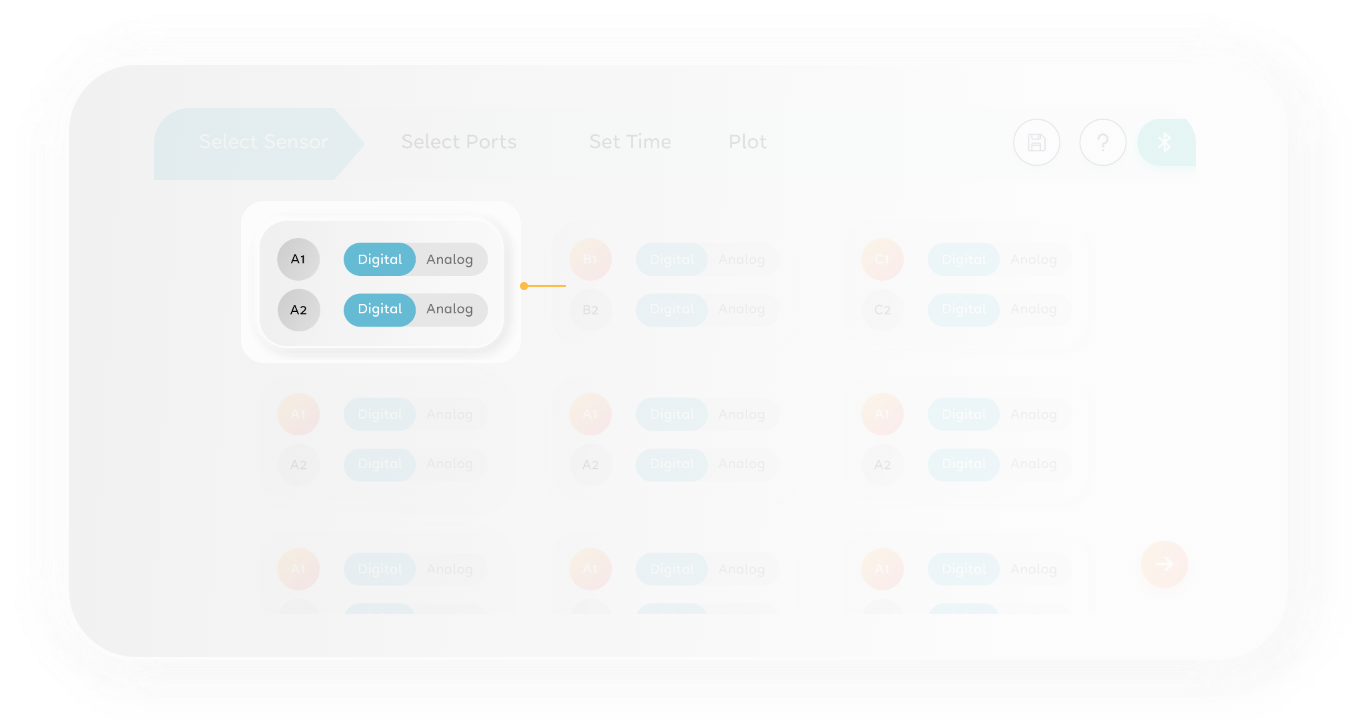 Select Sensor Select Ports Set Time Plot ?
A1 Digital Analog B1 Digital Analog C1 Digital Analog
A2 Digital Analog B2 Digital Analog C2 Digital Analog
A1 Digital Analog A1 Digital Analog A1 Digital Analog
A2 Digital Analog A2 Digital Analog A2 Digital Analog
A1 Digital Analog A1 Digital Analog A1 Digital Analog